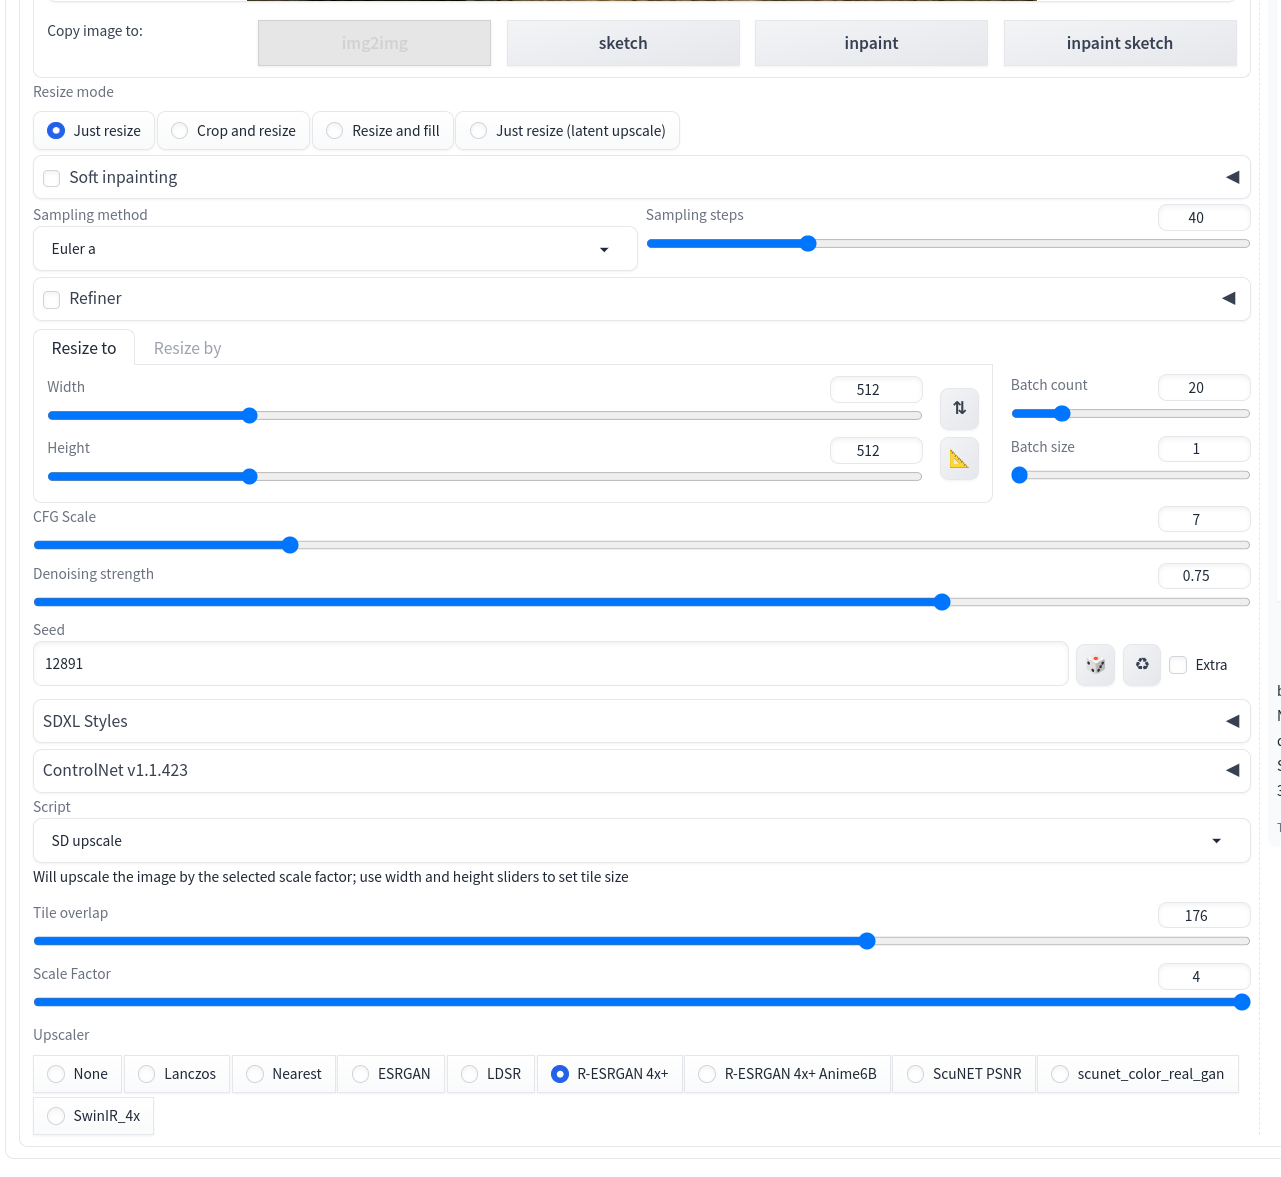 Copy image to:
img2img
sketch
inpaint
inpaint sketch
Resize mode
Just resize
Crop and resize
Resize and fill
Just resize (latent upscale)
Soft inpainting
Sampling method
Sampling steps
40
Euler a
Refiner
Resize to
Resize by
Width
512
Height
512
Batch count
20
Batch size
1
CFG Scale
7
Denoising strength
0.75
Seed
12891
Extra
SDXL Styles
ControlNet v1.1.423
Script
SD upscale
Will upscale the image by the selected scale factor; use width and height sliders to set tile size
Tile overlap
176
Scale Factor
4
Upscaler
None
Lanczos
Nearest
ESRGAN
LDSR
R-ESRGAN 4x+
R-ESRGAN 4x+ Anime6B
ScuNET PSNR
scunet_color_real_gan
SwinIR_4x